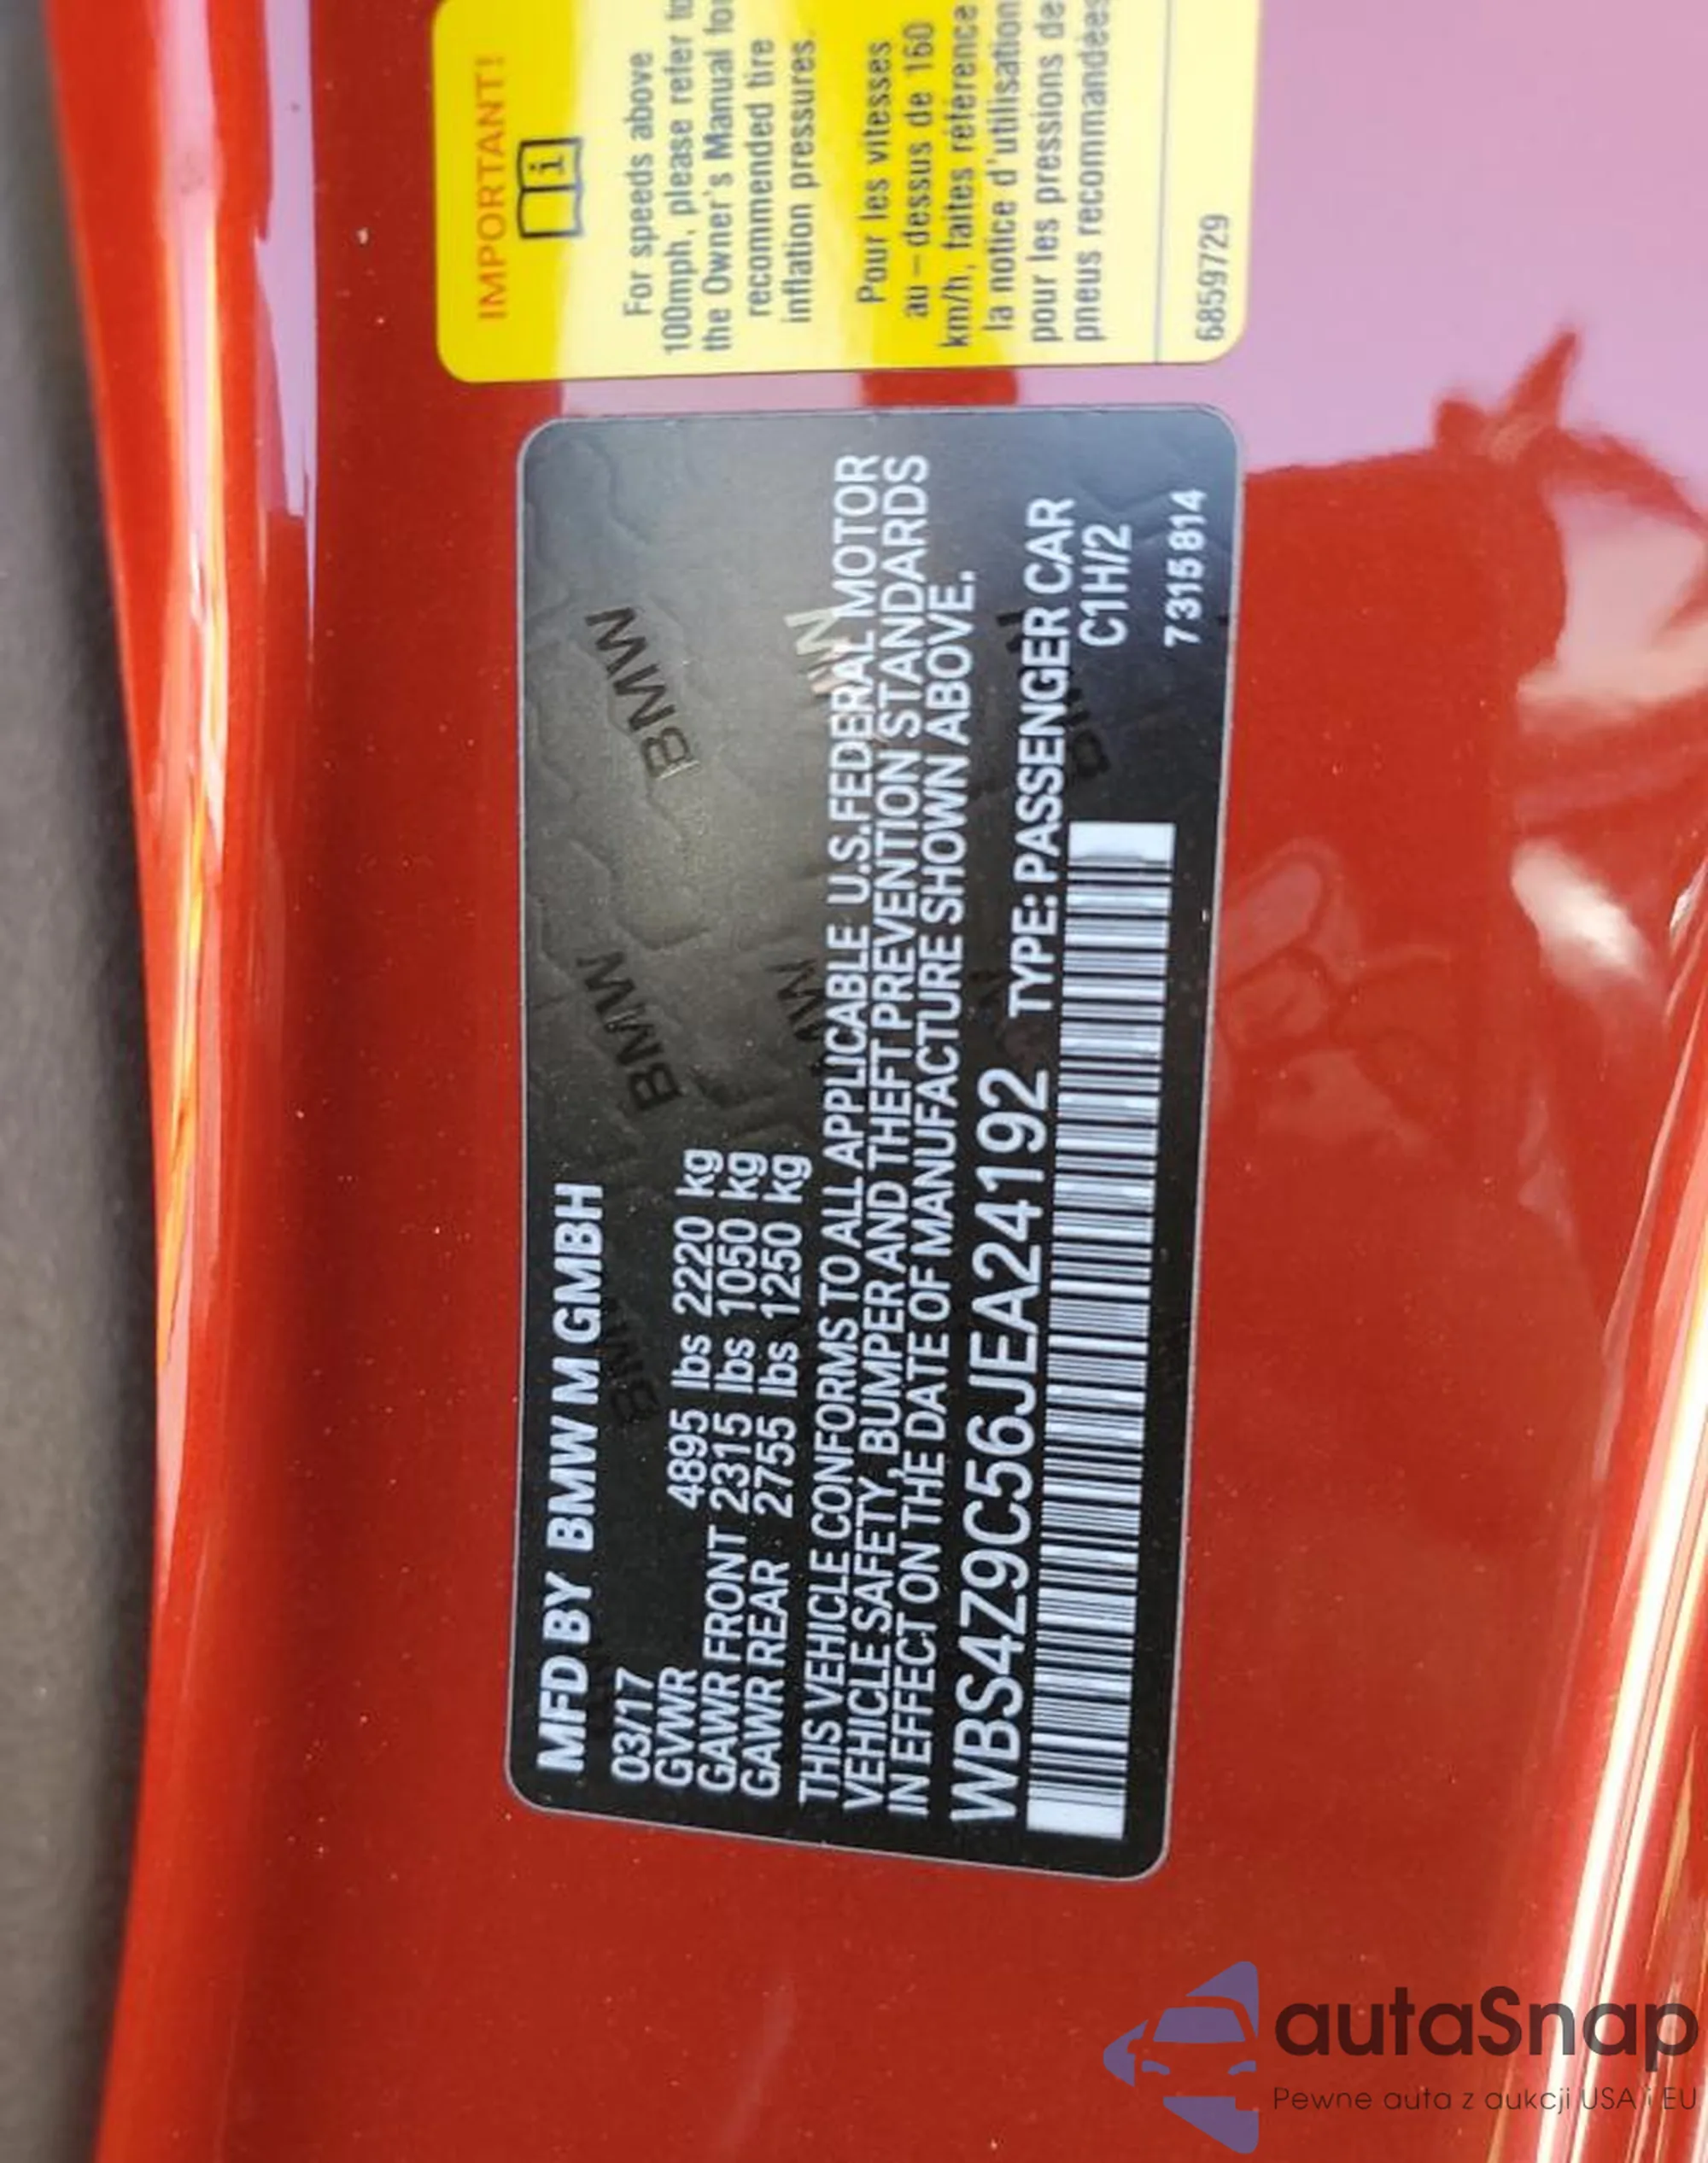 IMPORTANT!
i
For speeds above
100mph, please refer to
the Owner's Manual for
recommended tire
inflation pressures.
Pour les vitesses
au - dessus de 160
km/h, faites référence
la notice d'utilisation
pour les pressions de
pneus recommandées
6859729
MFD BY BMW M GMBH
03/17
GVWR 4895 lbs 2220 kg
GAWR FRONT 2315 lbs 1050 kg
GAWR REAR 2755 lbs 1250 kg
THIS VEHICLE CONFORMS TO ALL APPLICABLE U.S.FEDERAL MOTOR
VEHICLE SAFETY, BUMPER AND THEFT PREVENTION STANDARDS
IN EFFECT ON THE DATE OF MANUFACTURE SHOWN ABOVE.
WBS4Z9C56JEA24192 TYPE: PASSENGER CAR
C1H/2
7315814
BMW
BMW
autaSnap
Pewne auta z aukcji USA i EU